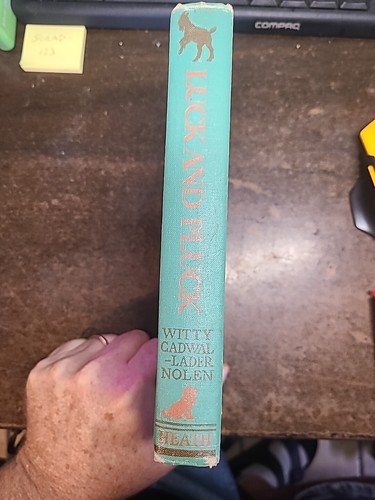 COMPAQ
LUCK AND PLUCK
WITTY
CADWAL
-LADER
NOLEN
HEATH